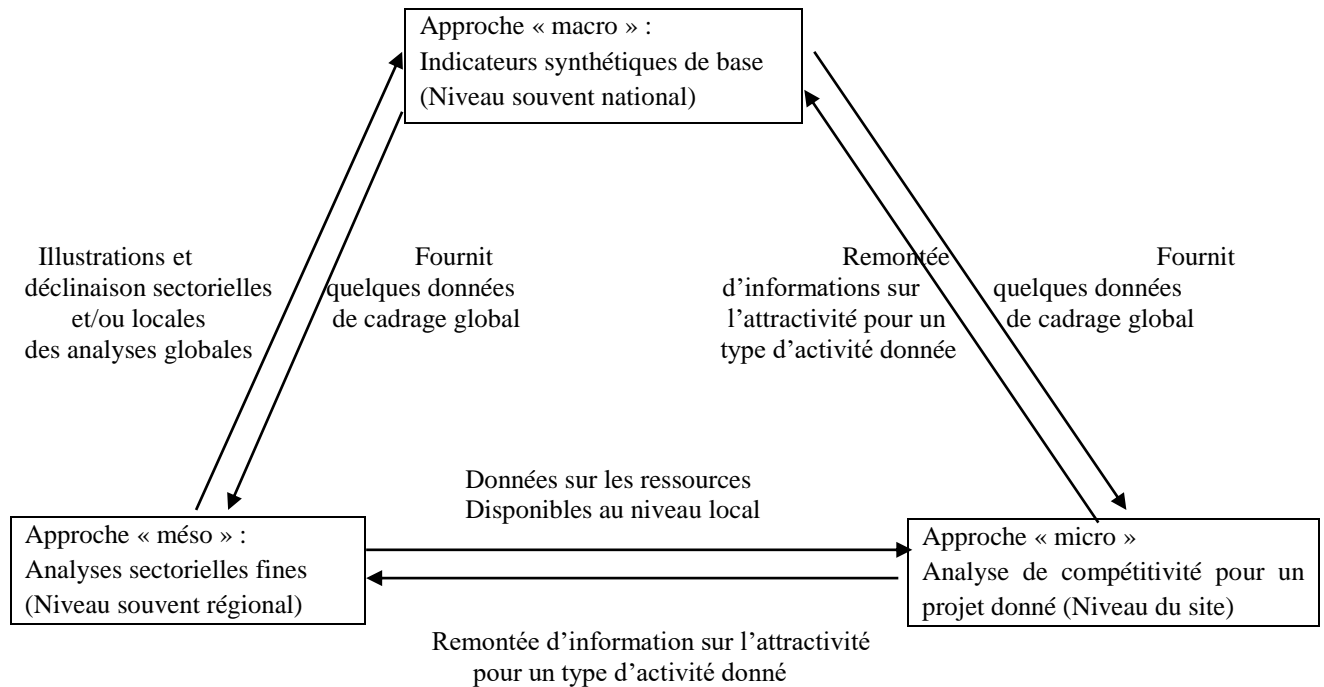 Approche « macro » :
Indicateurs synthétiques de base
(Niveau souvent national)
Illustrations et
déclinaison sectorielles
et/ou locales
des analyses globales
Fournit
quelques données
de cadrage global
Remontée
d’informations sur
l’attractivité pour un
type d’activité donnée
Fournit
quelques données
de cadrage global
Données sur les ressources
Disponibles au niveau local
Approche « méso » :
Analyses sectorielles fines
(Niveau souvent régional)
Approche « micro »
Analyse de compétitivité pour un
projet donné (Niveau du site)
Remontée d’information sur l’attractivité
pour un type d’activité donné